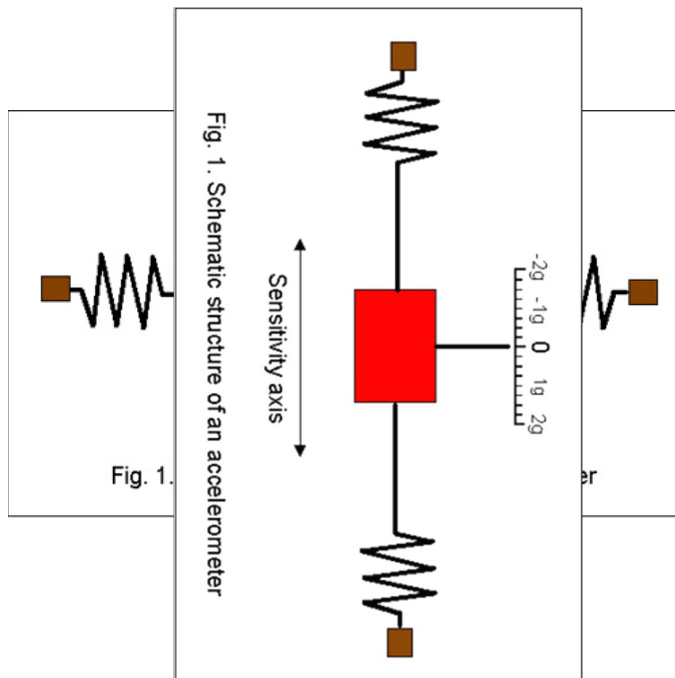 -2g -1g 0 1g 2g
Sensitivity axis
Fig. 1. Schematic structure of an accelerometer
Fig. 1.
er